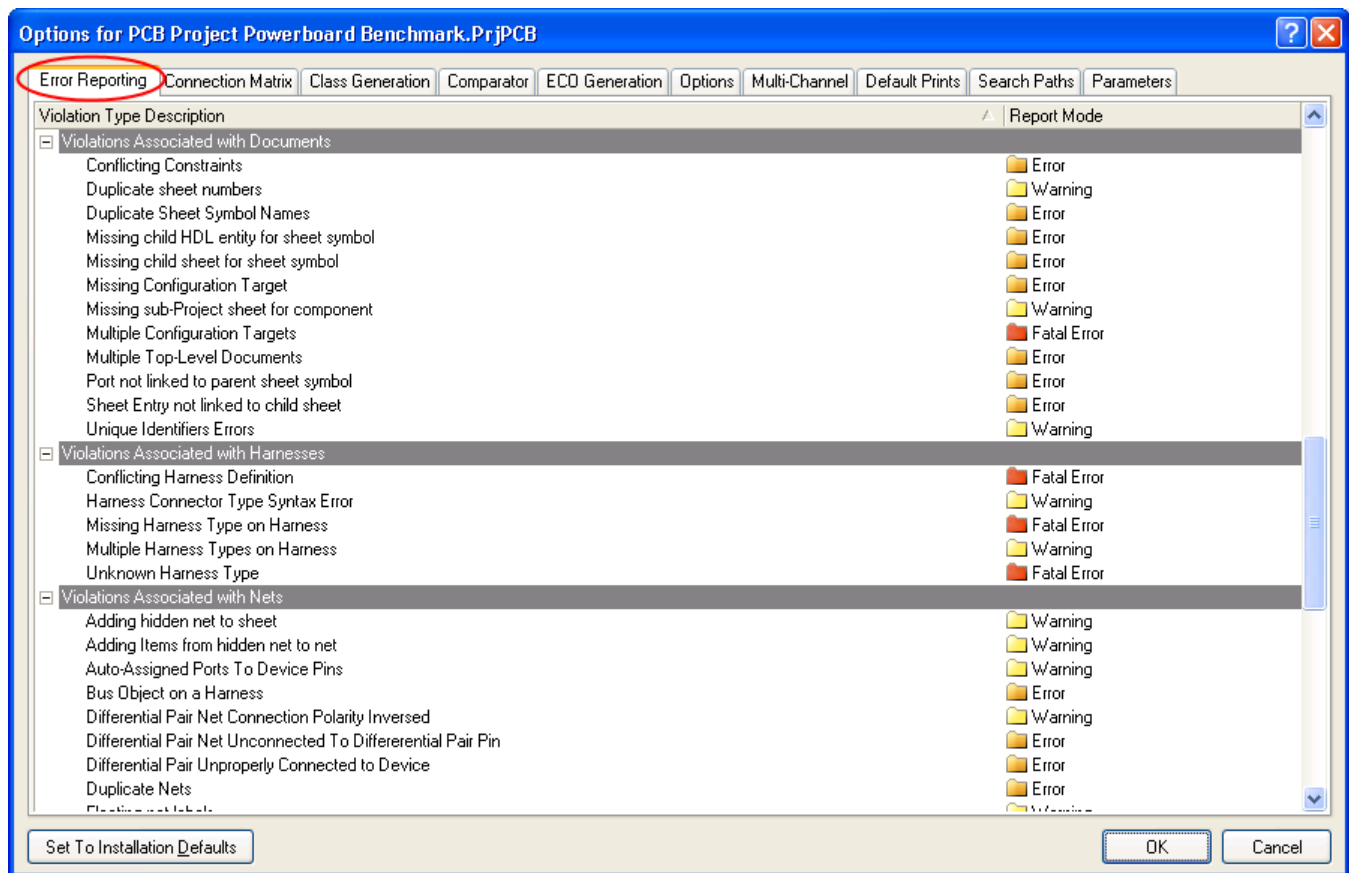 Options for PCB Project Powerboard Benchmark.PrjPCB
Error Reporting Connection Matrix Class Generation Comparator ECO Generation Options Multi-Channel Default Prints Search Paths Parameters
Violation Type Description Report Mode
Violations Associated with Documents
Conflicting Constraints Error
Duplicate sheet numbers Warning
Duplicate Sheet Symbol Names Error
Missing child HDL entity for sheet symbol Error
Missing child sheet for sheet symbol Error
Missing Configuration Target Error
Missing sub-Project sheet for component Warning
Multiple Configuration Targets Fatal Error
Multiple Top-Level Documents Error
Port not linked to parent sheet symbol Error
Sheet Entry not linked to child sheet Error
Unique Identifiers Errors Warning
Violations Associated with Harnesses
Conflicting Harness Definition Fatal Error
Harness Connector Type Syntax Error Warning
Missing Harness Type on Harness Fatal Error
Multiple Harness Types on Harness Warning
Unknown Harness Type Fatal Error
Violations Associated with Nets
Adding hidden net to sheet Warning
Adding Items from hidden net to net Warning
Auto-Assigned Ports To Device Pins Warning
Bus Object on a Harness Error
Differential Pair Net Connection Polarity Inversed Warning
Differential Pair Net Unconnected To Differerential Pair Pin Error
Differential Pair Unproperly Connected to Device Error
Duplicate Nets Error
Set To Installation Defaults OK Cancel